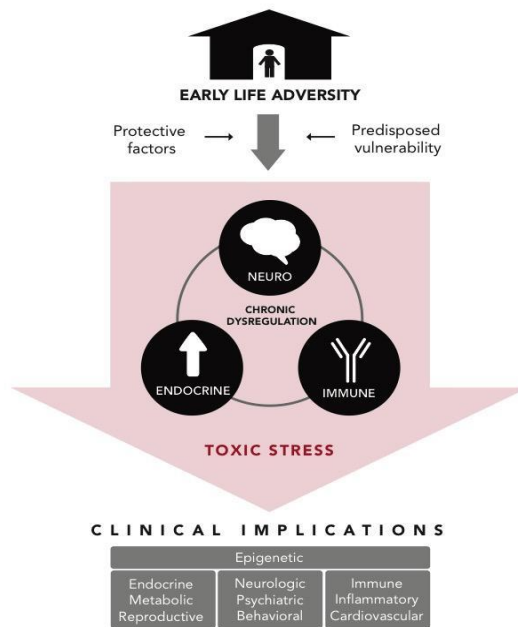 EARLY LIFE ADVERSITY
Protective
factors
Predisposed
vulnerability
NEURO
CHRONIC
DYSREGULATION
ENDOCRINE
IMMUNE
TOXIC STRESS
CLINICAL IMPLICATIONS
Epigenetic
Endocrine
Metabolic
Reproductive
Neurologic
Psychiatric
Behavioral
Immune
Inflammatory
Cardiovascular